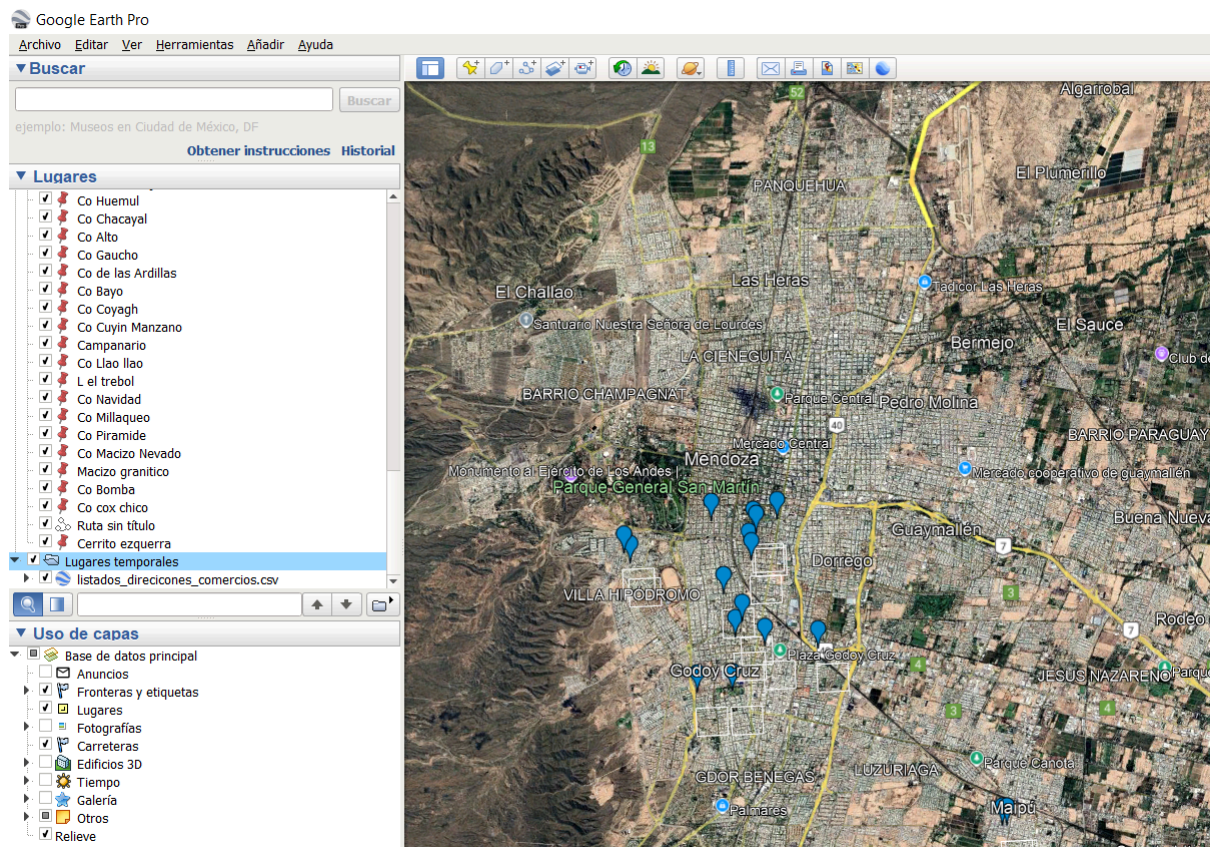 Google Earth Pro
Archivo Editar Ver Herramientas Añadir Ayuda
Buscar
Buscar
ejemplo: Museos en Ciudad de México, DF
Obtener instrucciones Historial
Lugares
Co Huemul
Co Chacayal
Co Alto
Co Gaucho
Co de las Ardillas
Co Bayo
Co Coyagh
Co Cuyin Manzano
Campanario
Co Llao llao
L el trebol
Co Navidad
Co Millaqueo
Co Piramide
Co Macizo Nevado
Macizo granitico
Co Bomba
Co cox chico
Ruta sin título
Cerrito ezquerra
Lugares temporales
listados_direcicones_comercios.csv
Uso de capas
Base de datos principal
Anuncios
Fronteras y etiquetas
Lugares
Fotografías
Carreteras
Edificios 3D
Tiempo
Galería
Otros
Relieve
Algarrobal
52
13
El Plumerillo
PANQUEHUA
Las Heras
Tadicor Las Heras
El Challao
Santuario Nuestra Señora de Lourdes
El Sauce
Bermejo
LA CIENEGUITA
Club de
BARRIO CHAMPAGNAT
Parque Central
Pedro Molina
40
BARRIO PARAGUAY
Mercado Central
Mendoza
Monumento al Ejército de Los Andes |...
Mercado cooperativo de guaymallén
Parque General San Martín
Buena Nueva
Guaymallén
7
Dorrego
VILLA HIPODROMO
3
Rodeo
7
Plaza Godoy Cruz
4
Godoy Cruz
JESUS NAZARENO
Parqu
3
4
Parque Canota
GDOR BENEGAS
LUZURIAGA
Palmares
Maipú